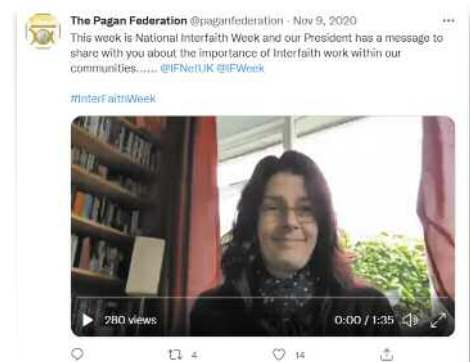 The Pagan Federation @paganfederation · Nov 9, 2020 ···
This week is National Interfaith Week and our President has a message to
share with you about the importance of Interfaith work within our
communities...... @IFNetUK @IFWeek
#InterFaithWeek
280 views 0:00 / 1:35
4 14